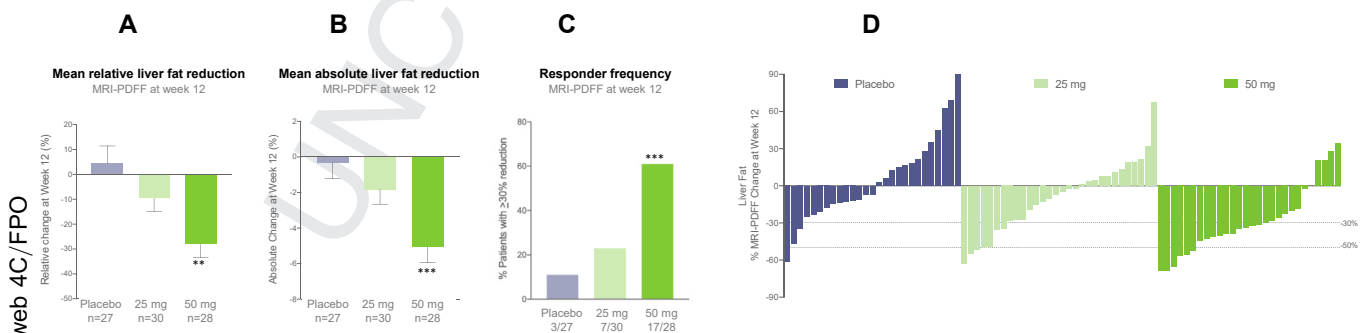 A
B
C
D
Mean relative liver fat reduction
MRI-PDFF at week 12
Relative change at Week 12 (%)
20
10
0
-10
-20
-30
-40
-50
**
Placebo
n=27
25 mg
n=30
50 mg
n=28
Mean absolute liver fat reduction
MRI-PDFF at week 12
Absolute Change at Week 12 (%)
2
0
-2
-4
-6
-8
***
Placebo
n=27
25 mg
n=30
50 mg
n=28
Responder frequency
MRI-PDFF at week 12
% Patients with ≥30% reduction
80
60
40
20
0
***
Placebo
3/27
25 mg
7/30
50 mg
17/28
Liver Fat
% MRI-PDFF Change at Week 12
90
60
30
0
-30
-60
-90
Placebo
25 mg
50 mg
-30%
-50%
web 4C/FPO
UNC